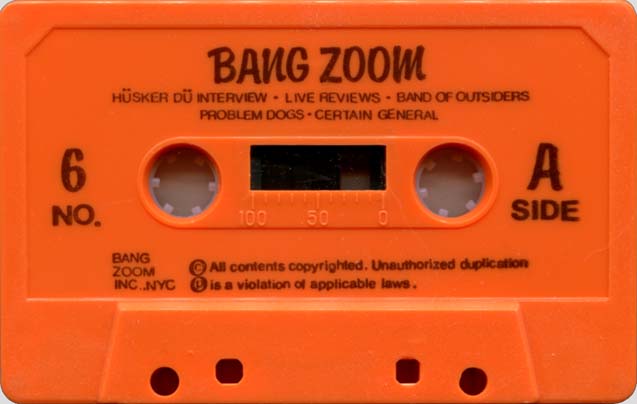 BANG ZOOM
HÜSKER DÜ INTERVIEW • LIVE REVIEWS • BAND OF OUTSIDERS
PROBLEM DOGS • CERTAIN GENERAL
6
NO.
A
SIDE
100 50 0
BANG
ZOOM
INC.,NYC
© All contents copyrighted. Unauthorized duplication
℗ is a violation of applicable laws.